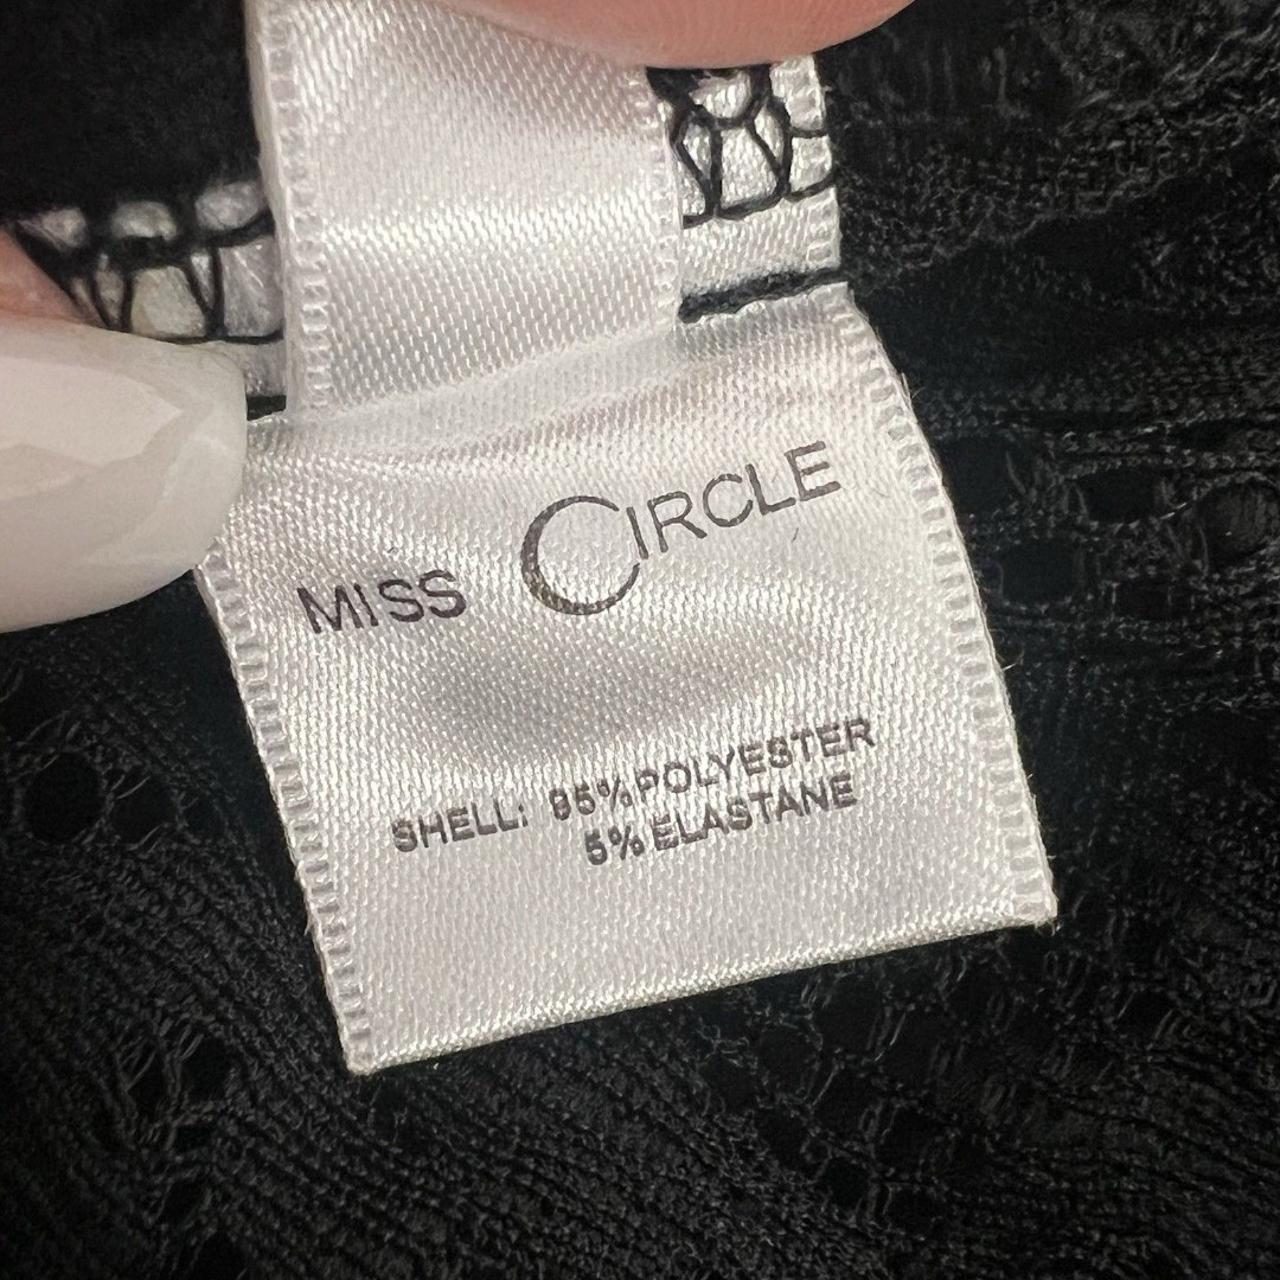 MISS CIRCLE
SHELL: 95%POLYESTER
5% ELASTANE